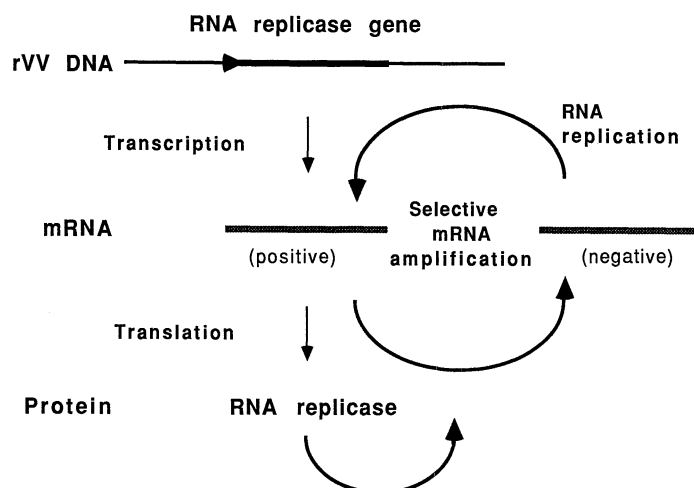 RNA replicase gene
rVV DNA
Transcription
RNA
replication
mRNA
Selective
mRNA
amplification
(positive)
(negative)
Translation
Protein
RNA replicase